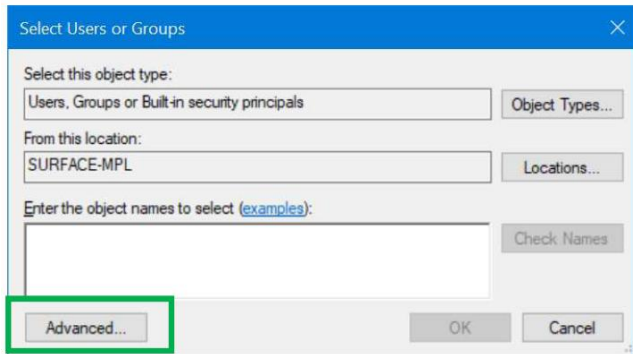 Select Users or Groups
Select this object type:
Users, Groups or Built-in security principals
Object Types...
From this location:
SURFACE-MPL
Locations...
Enter the object names to select (examples):
Check Names
Advanced...
OK
Cancel